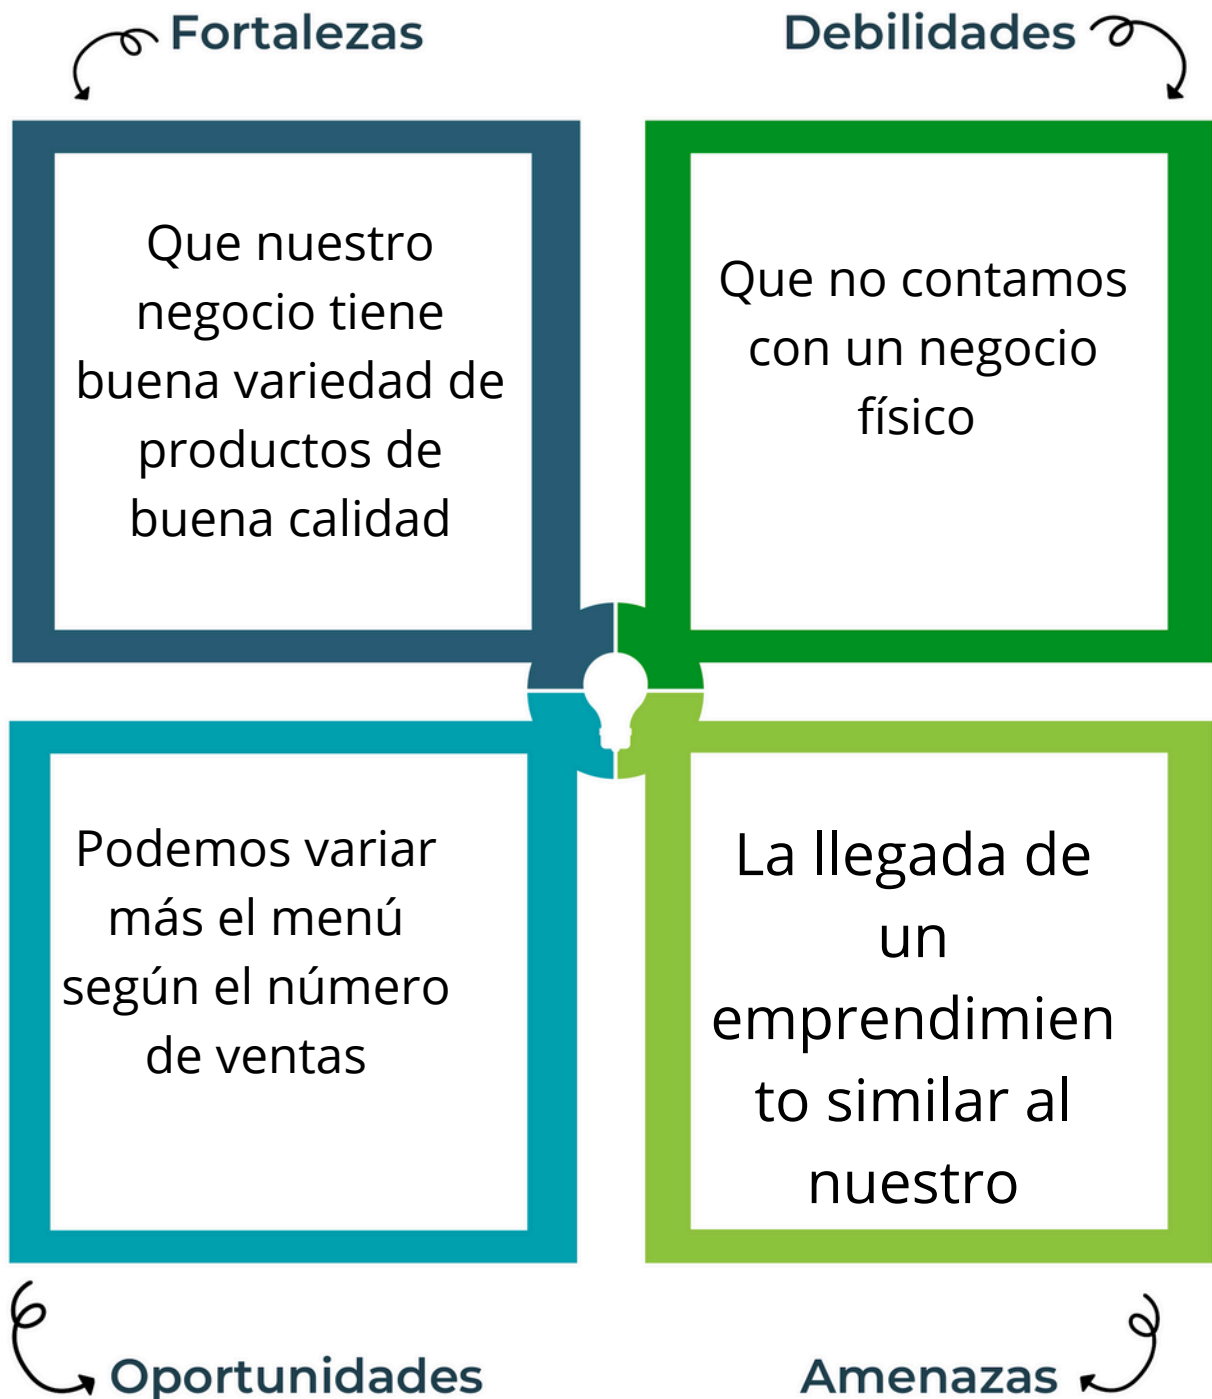 Fortalezas
Que nuestro
negocio tiene
buena variedad de
productos de
buena calidad
Debilidades
Que no contamos
con un negocio
físico
Podemos variar
más el menú
según el número
de ventas
Oportunidades
La llegada de
un
emprendimien
to similar al
nuestro
Amenazas